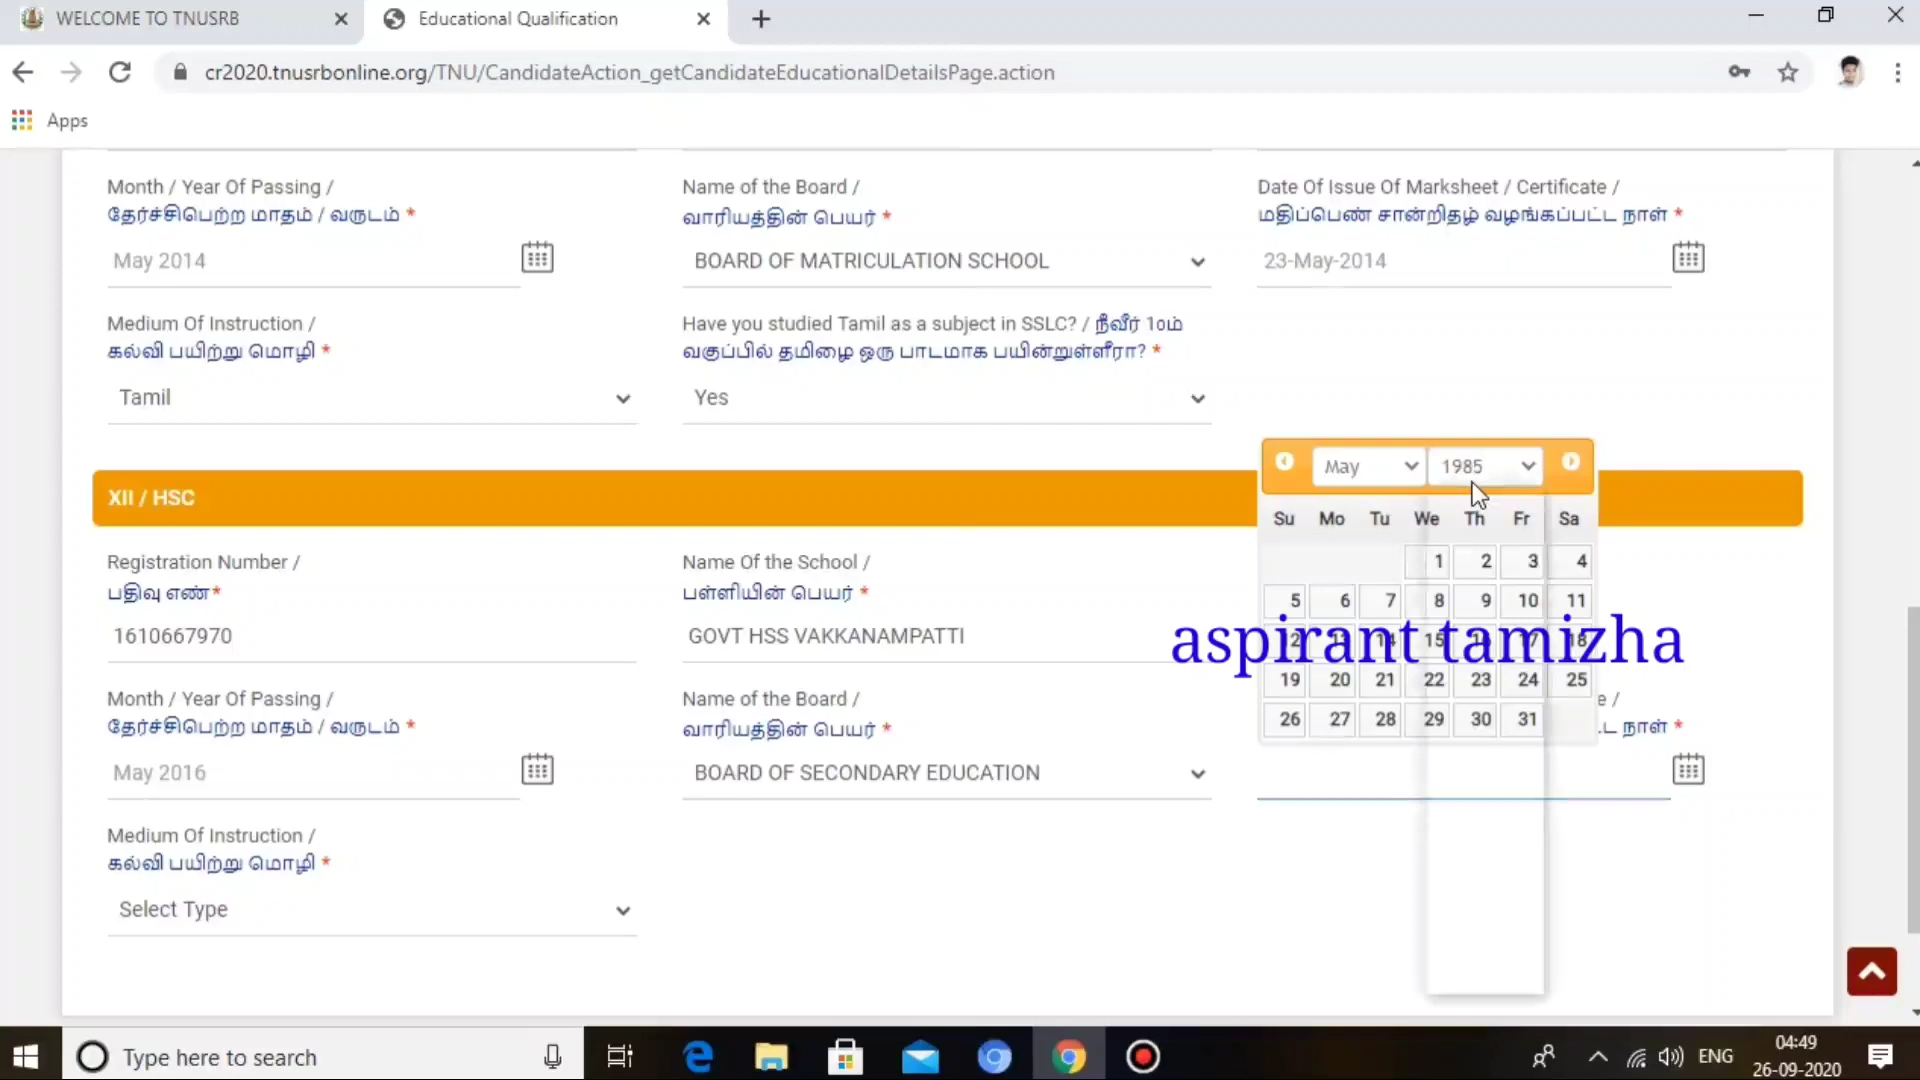 WELCOME TO TNUSRB
Educational Qualification
cr2020.tnusrbonline.org/TNU/CandidateAction_getCandidateEducationalDetailsPage.action
Apps
Month / Year Of Passing /
தேர்ச்சிபெற்ற மாதம் / வருடம் *
May 2014
Name of the Board /
வாரியத்தின் பெயர் *
BOARD OF MATRICULATION SCHOOL
Date Of Issue Of Marksheet / Certificate /
மதிப்பெண் சான்றிதழ் வழங்கப்பட்ட நாள் *
23-May-2014
Medium Of Instruction /
கல்வி பயிற்று மொழி *
Tamil
Have you studied Tamil as a subject in SSLC? / நீவீர் 10ம்
வகுப்பில் தமிழை ஒரு பாடமாக பயின்றுள்ளீரா? *
Yes
XII / HSC
May 1985
Su Mo Tu We Th Fr Sa
1 2 3 4
5 6 7 8 9 10 11
12 13 14 15 16 17 18
19 20 21 22 23 24 25
26 27 28 29 30 31
aspirant tamizha
Registration Number /
பதிவு எண்*
1610667970
Name Of the School /
பள்ளியின் பெயர் *
GOVT HSS VAKKANAMPATTI
Month / Year Of Passing /
தேர்ச்சிபெற்ற மாதம் / வருடம் *
May 2016
Name of the Board /
வாரியத்தின் பெயர் *
BOARD OF SECONDARY EDUCATION
e /
ட நாள் *
Medium Of Instruction /
கல்வி பயிற்று மொழி *
Select Type
Type here to search
ENG
04:49
26-09-2020